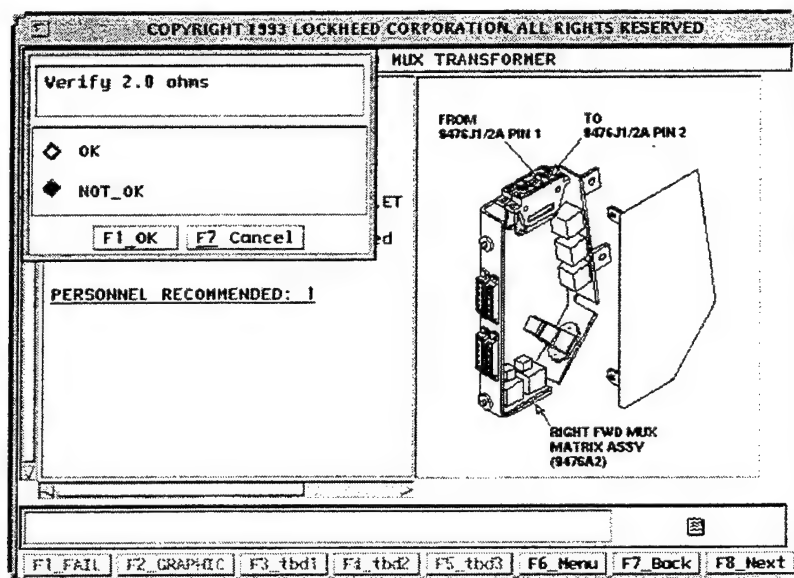 COPYRIGHT 1993 LOCKHEED CORPORATION, ALL RIGHTS RESERVED
MUX TRANSFORMER
Verify 2.0 ohms
OK
NOT_OK
F1_OK F7 Cancel
ET
ed
PERSONNEL RECOMMENDED: 1
FROM
9476J1/2A PIN 1
TO
9476J1/2A PIN 2
RIGHT FWD MUX
MATRIX ASSY
(9476A2)
F1_FAIL F2_GRAPHIC F3_tbd1 F4_tbd2 F5_tbd3 F6_Menu F7_Back F8_Next